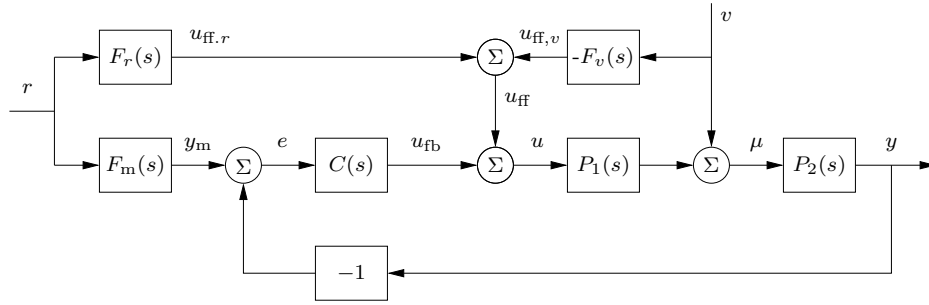 v
u_ff.r
u_ff,v
F_r(s)
Σ
-F_v(s)
r
u_ff
y_m
e
u_fb
u
μ
y
F_m(s)
Σ
C(s)
Σ
P_1(s)
Σ
P_2(s)
−1